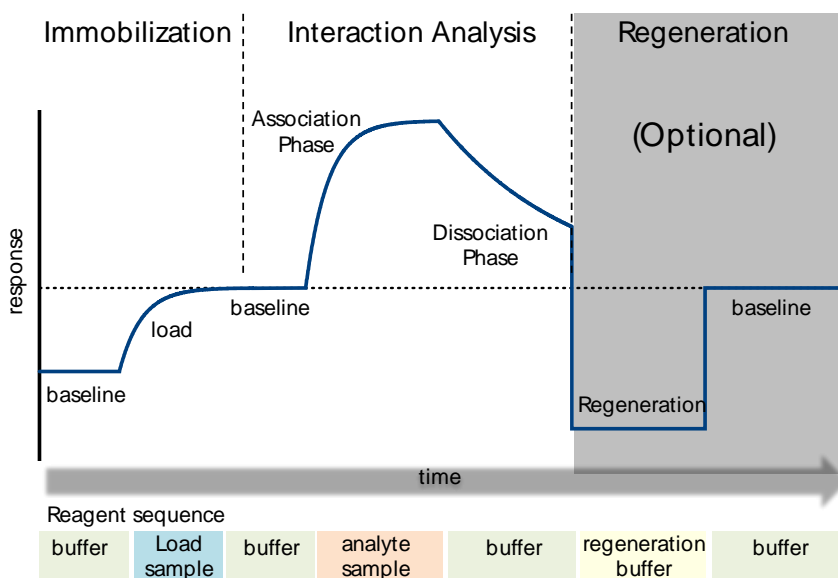 Immobilization
Interaction Analysis
Regeneration
(Optional)
Association
Phase
Dissociation
Phase
response
baseline
load
baseline
Regeneration
baseline
time
Reagent sequence
buffer
Load
sample
buffer
analyte
sample
buffer
regeneration
buffer
buffer